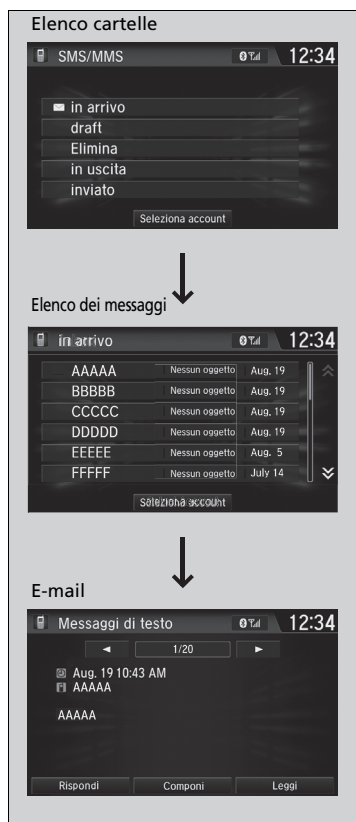 Elenco cartelle
SMS/MMS 12:34
in arrivo
draft
Elimina
in uscita
inviato
Seleziona account
Elenco dei messaggi
in arrivo 12:34
AAAAA Nessun oggetto Aug. 19
BBBBB Nessun oggetto Aug. 19
CCCCC Nessun oggetto Aug. 19
DDDDD Nessun oggetto Aug. 19
EEEEE Nessun oggetto Aug. 5
FFFFF Nessun oggetto July 14
Seleziona account
E-mail
Messaggi di testo 12:34
1/20
Aug. 19 10:43 AM
AAAAA
AAAAA
Rispondi Componi Leggi